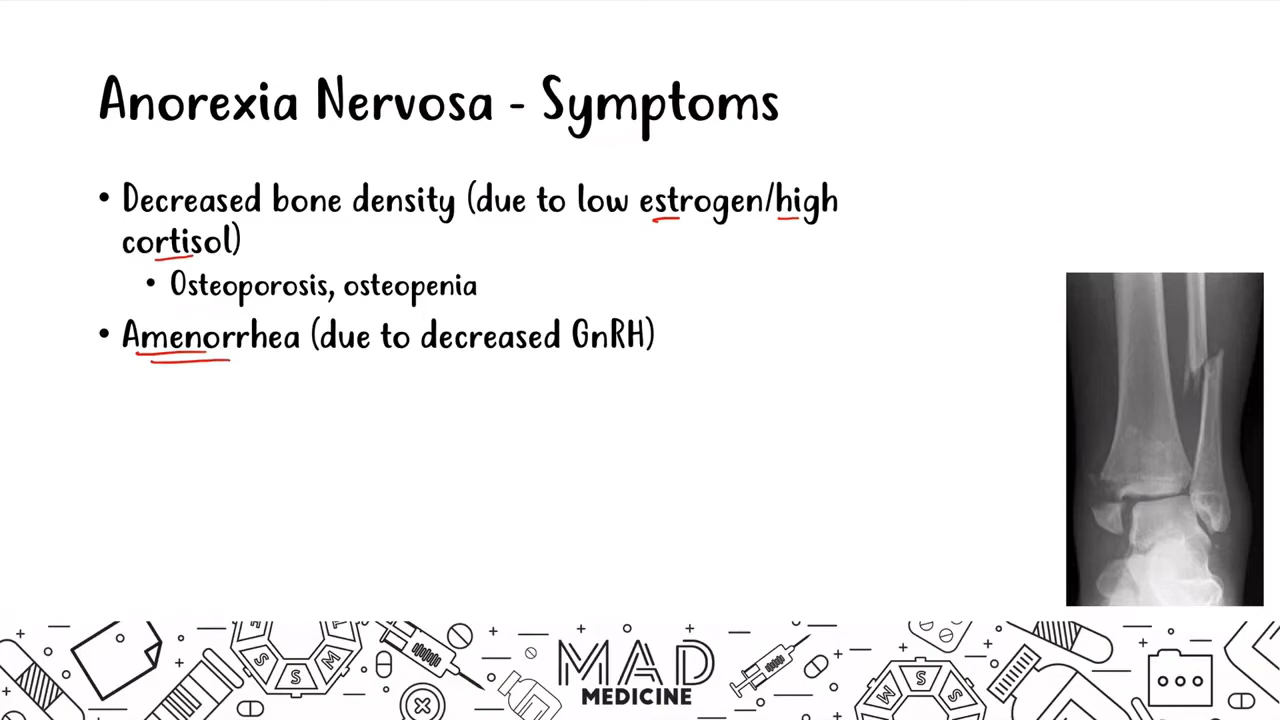 Anorexia Nervosa - Symptoms
• Decreased bone density (due to low estrogen/high
cortisol)
• Osteoporosis, osteopenia
• Amenorrhea (due to decreased GnRH)
S S M
M S S
MAD
MEDICINE